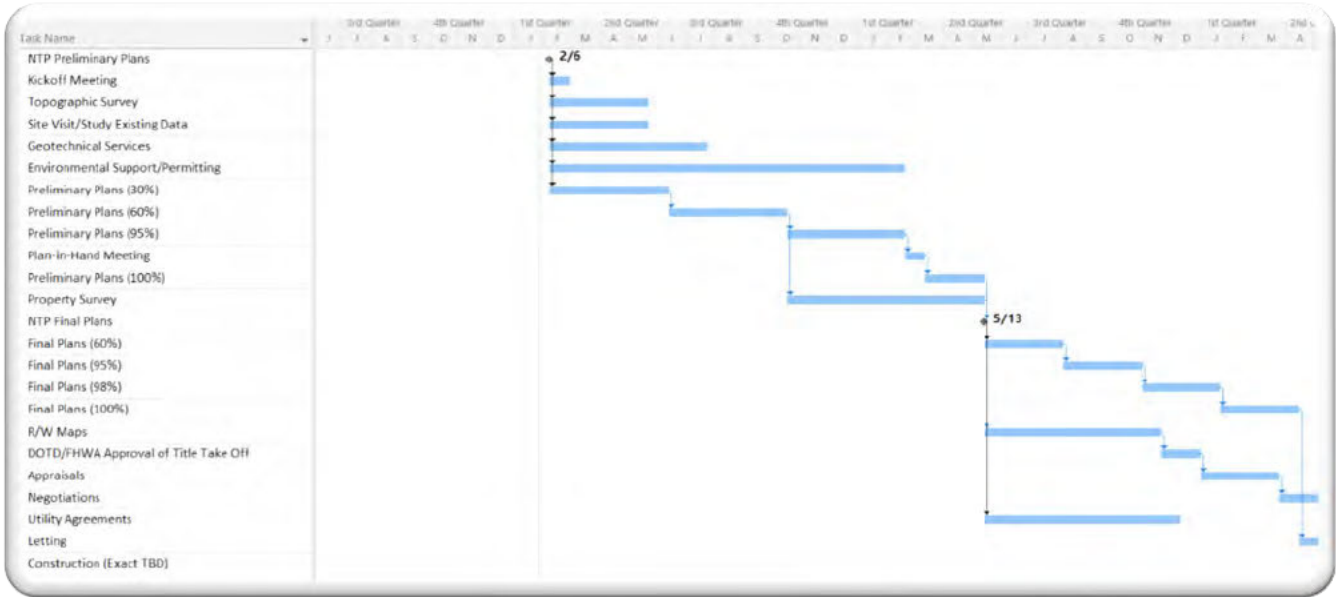 3rd Quarter 4th Quarter 1st Quarter 2nd Quarter 3rd Quarter 4th Quarter 1st Quarter 2nd Quarter 3rd Quarter 4th Quarter 1st Quarter 2nd
Task Name J J A S O N D J F M A M J J A S O N D J F M A M J J A S O N D J F M A
NTP Preliminary Plans 2/6
Kickoff Meeting
Topographic Survey
Site Visit/Study Existing Data
Geotechnical Services
Environmental Support/Permitting
Preliminary Plans (30%)
Preliminary Plans (60%)
Preliminary Plans (95%)
Plan-in-Hand Meeting
Preliminary Plans (100%)
Property Survey
NTP Final Plans 5/13
Final Plans (60%)
Final Plans (95%)
Final Plans (98%)
Final Plans (100%)
R/W Maps
DOTD/FHWA Approval of Title Take Off
Appraisals
Negotiations
Utility Agreements
Letting
Construction (Exact TBD)